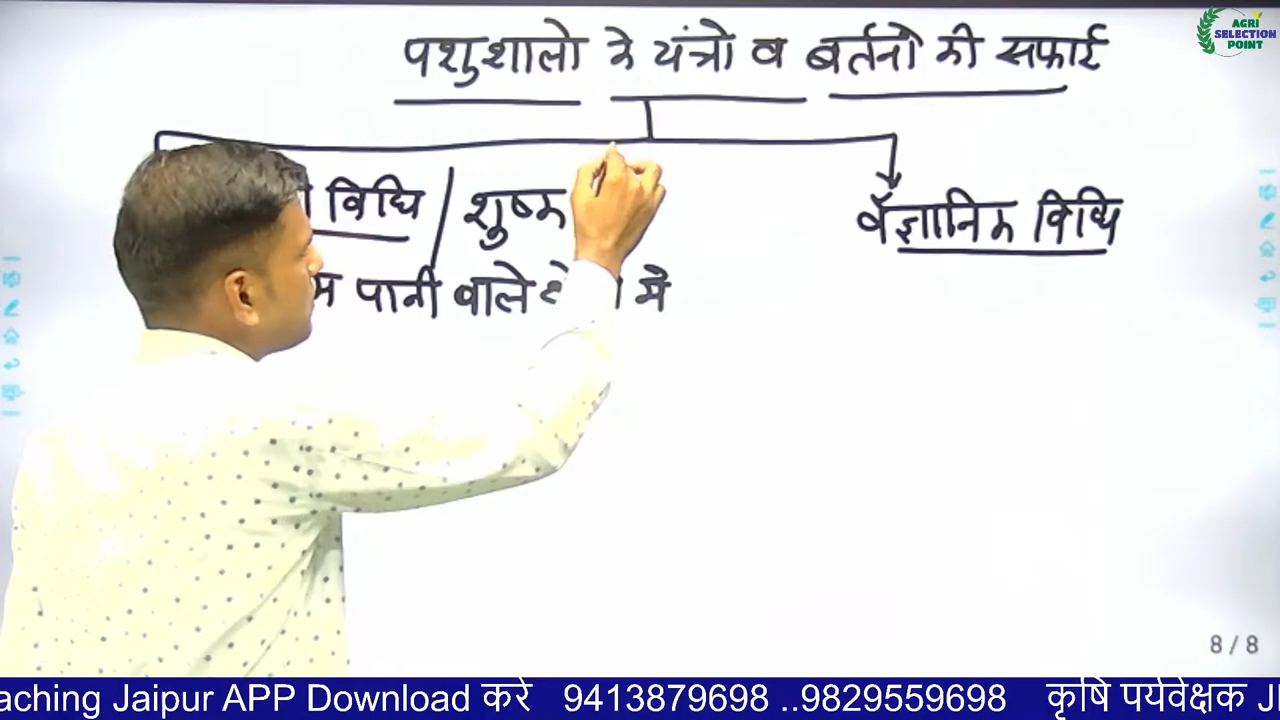 AGRI
SELECTION
POINT
पशुशालो के यंत्रो व बर्तनो की सफाई
विधि / शुष्क
वैज्ञानिक विधि
पानी वाले में
8 / 8
aching Jaipur APP Download करें 9413879698 ..9829559698 कृषि पर्यवेक्षक